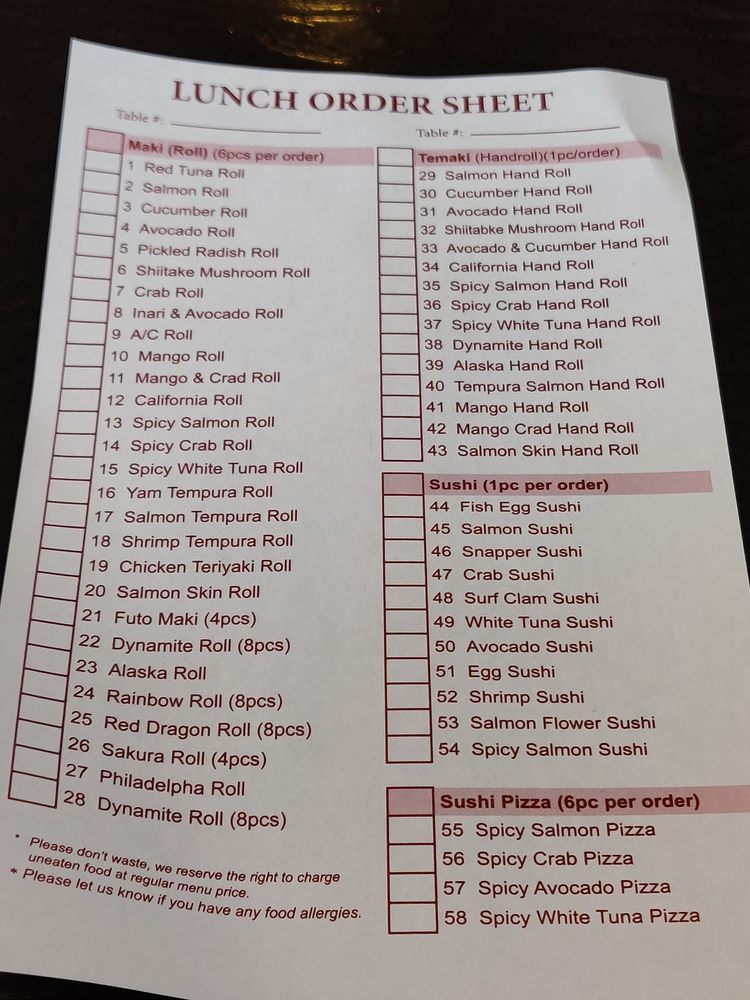 LUNCH ORDER SHEET
Table #:
Maki (Roll) (6pcs per order)
1 Red Tuna Roll
2 Salmon Roll
3 Cucumber Roll
4 Avocado Roll
5 Pickled Radish Roll
6 Shiitake Mushroom Roll
7 Crab Roll
8 Inari & Avocado Roll
9 A/C Roll
10 Mango Roll
11 Mango & Crad Roll
12 California Roll
13 Spicy Salmon Roll
14 Spicy Crab Roll
15 Spicy White Tuna Roll
16 Yam Tempura Roll
17 Salmon Tempura Roll
18 Shrimp Tempura Roll
19 Chicken Teriyaki Roll
20 Salmon Skin Roll
21 Futo Maki (4pcs)
22 Dynamite Roll (8pcs)
23 Alaska Roll
24 Rainbow Roll (8pcs)
25 Red Dragon Roll (8pcs)
26 Sakura Roll (4pcs)
27 Philadelpha Roll
28 Dynamite Roll (8pcs)
* Please don't waste, we reserve the right to charge
uneaten food at regular menu price.
* Please let us know if you have any food allergies.
Table #:
Temaki (Handroll)(1pc/order)
29 Salmon Hand Roll
30 Cucumber Hand Roll
31 Avocado Hand Roll
32 Shiitabke Mushroom Hand Roll
33 Avocado & Cucumber Hand Roll
34 California Hand Roll
35 Spicy Salmon Hand Roll
36 Spicy Crab Hand Roll
37 Spicy White Tuna Hand Roll
38 Dynamite Hand Roll
39 Alaska Hand Roll
40 Tempura Salmon Hand Roll
41 Mango Hand Roll
42 Mango Crad Hand Roll
43 Salmon Skin Hand Roll
Sushi (1pc per order)
44 Fish Egg Sushi
45 Salmon Sushi
46 Snapper Sushi
47 Crab Sushi
48 Surf Clam Sushi
49 White Tuna Sushi
50 Avocado Sushi
51 Egg Sushi
52 Shrimp Sushi
53 Salmon Flower Sushi
54 Spicy Salmon Sushi
Sushi Pizza (6pc per order)
55 Spicy Salmon Pizza
56 Spicy Crab Pizza
57 Spicy Avocado Pizza
58 Spicy White Tuna Pizza